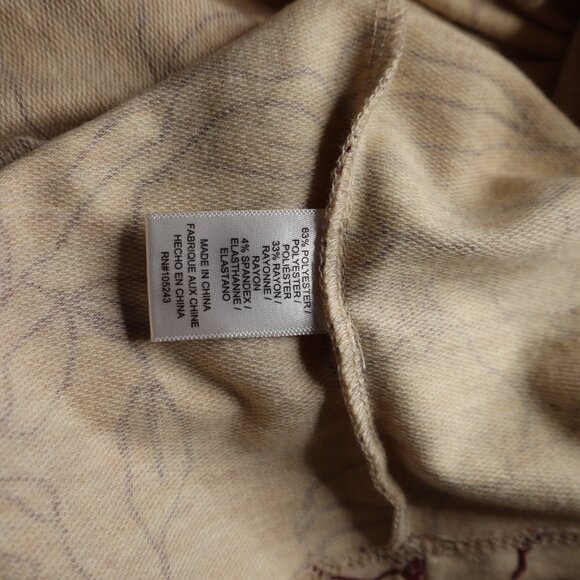 63% POLYESTER /
POLYESTER /
POLIÉSTER
33% RAYON /
RAYONNE /
RAYON
4% SPANDEX /
ELASTHANNE /
ELASTANO
MADE IN CHINA
FABRIQUE AUX CHINE
HECHO EN CHINA
RN#105243